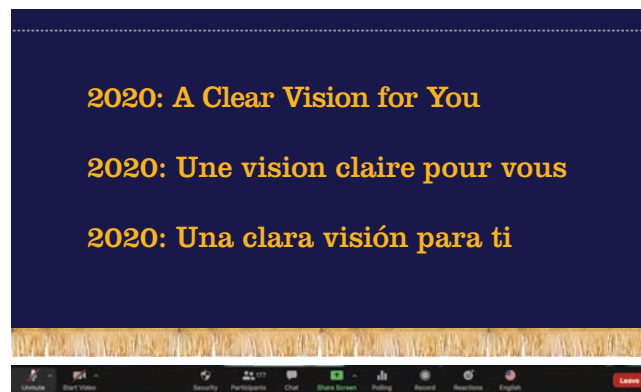 2020: A Clear Vision for You
2020: Une vision claire pour vous
2020: Una clara visión para ti
Unmute Start Video Security Participants 177 Chat Share Screen Polling Record Reactions English Leave